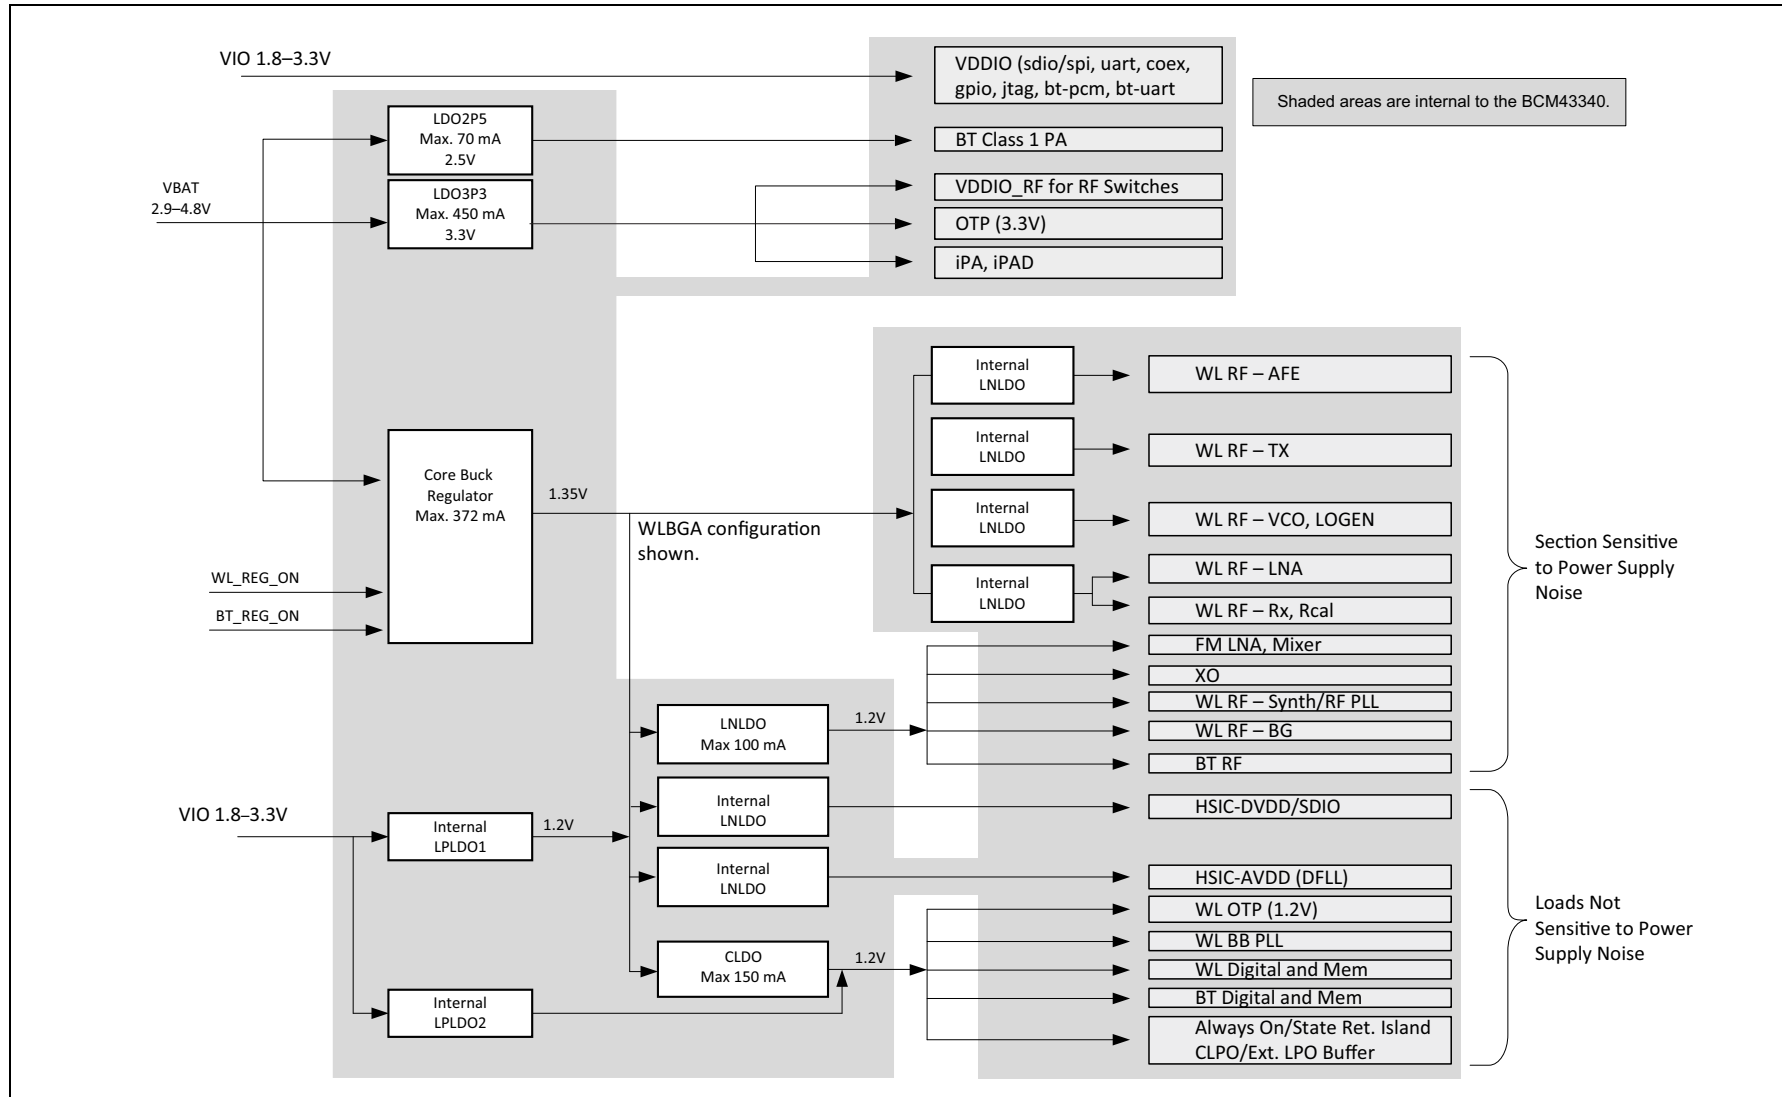 VIO 1.8–3.3V
VDDIO (sdio/spi, uart, coex,
gpio, jtag, bt-pcm, bt-uart
Shaded areas are internal to the BCM43340.
LDO2P5
Max. 70 mA
2.5V
BT Class 1 PA
VBAT
2.9–4.8V
LDO3P3
Max. 450 mA
3.3V
VDDIO_RF for RF Switches
OTP (3.3V)
iPA, iPAD
Internal
LNLDO
WL RF – AFE
Internal
LNLDO
WL RF – TX
Core Buck
Regulator
Max. 372 mA
1.35V
WLBGA configuration
shown.
Internal
LNLDO
WL RF – VCO, LOGEN
Internal
LNLDO
WL RF – LNA
WL RF – Rx, Rcal
Section Sensitive
to Power Supply
Noise
WL_REG_ON
BT_REG_ON
FM LNA, Mixer
XO
WL RF – Synth/RF PLL
WL RF – BG
BT RF
LNLDO
Max 100 mA
1.2V
VIO 1.8–3.3V
Internal
LPLDO1
1.2V
Internal
LNLDO
HSIC-DVDD/SDIO
Internal
LNLDO
HSIC-AVDD (DFLL)
WL OTP (1.2V)
WL BB PLL
WL Digital and Mem
BT Digital and Mem
Always On/State Ret. Island
CLPO/Ext. LPO Buffer
CLDO
Max 150 mA
1.2V
Internal
LPLDO2
Loads Not
Sensitive to Power
Supply Noise